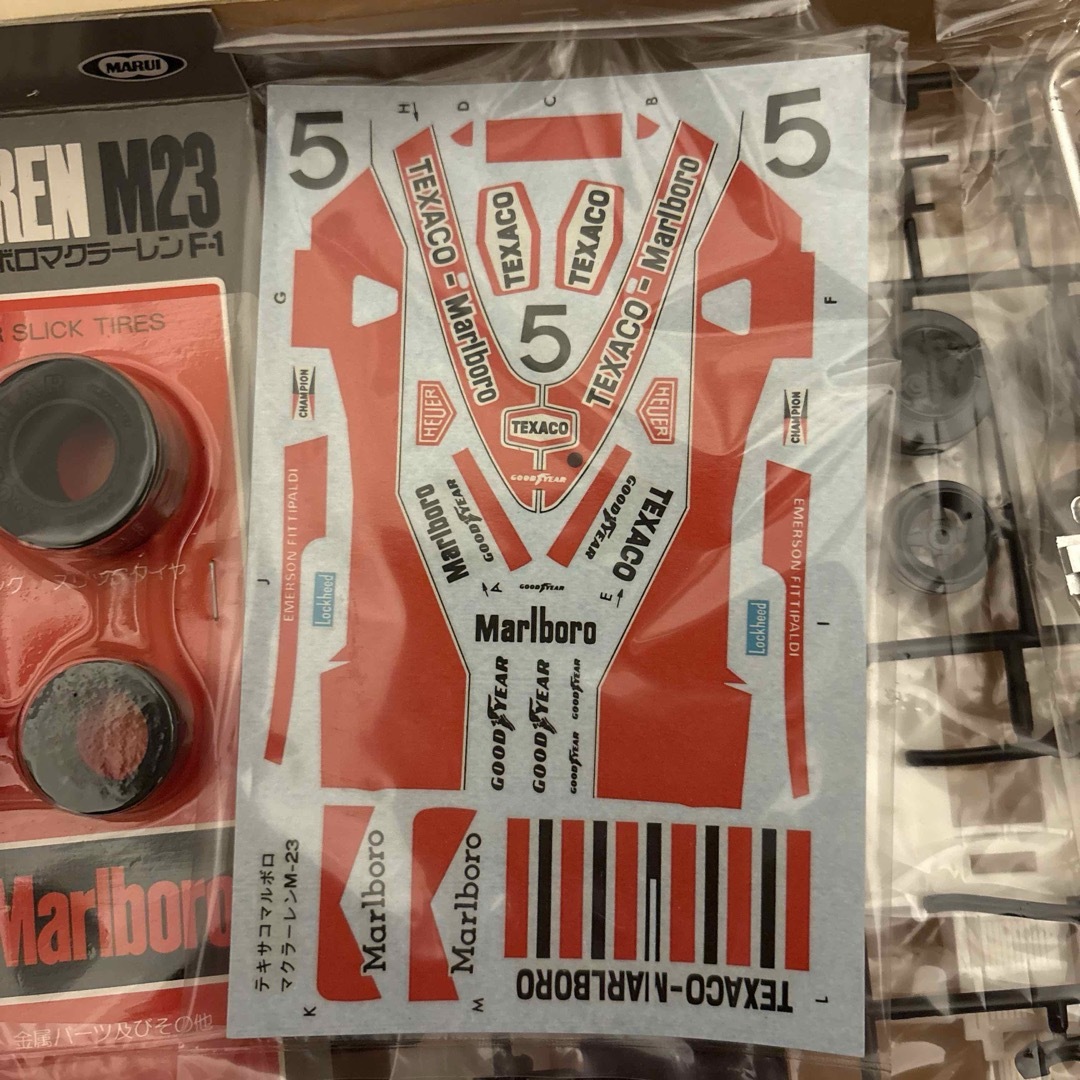 MARUI
REN M23
ボロマクラーレン F-1
R SLICK TIRES
Marlboro
金属パーツ及びその他
5
H
D
C
B
5
TEXACO - Marlboro
TEXACO
TEXACO
TEXACO - Marlboro
G
F
5
CHAMPION
HEUER
TEXACO
HEUER
CHAMPION
GOODYEAR
EMERSON FITTIPALDI
Marlboro
GOODYEAR
GOODYEAR
TEXACO
EMERSON FITTIPALDI
J
Lockheed
A
GOODYEAR
E
Lockheed
I
Marlboro
GOODYEAR
GOODYEAR
GOODYEAR
GOODYEAR
テキサコマルボロ
マクラーレンM-23
Marlboro
Marlboro
K
M
TEXACO-MARLBORO
L